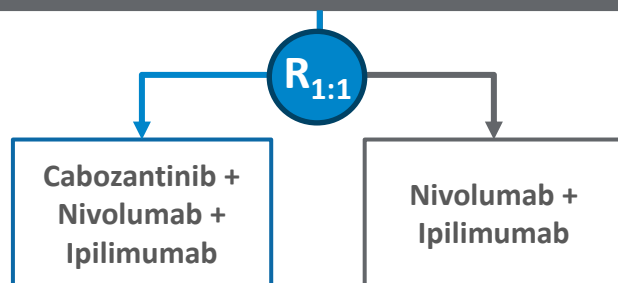 R1:1
Cabozantinib +
Nivolumab +
Ipilimumab
Nivolumab +
Ipilimumab